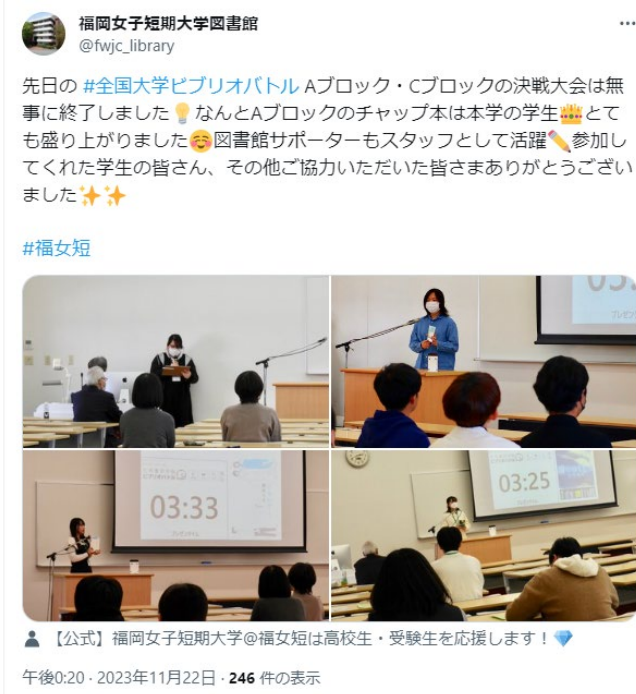 福岡女子短期大学図書館
@fwjc_library
先日の #全国大学ビブリオバトル Aブロック・Cブロックの決戦大会は無
事に終了しました💡なんとAブロックのチャップ本は本学の学生👑とて
も盛り上がりました☺️図書館サポーターもスタッフとして活躍✏️参加し
てくれた学生の皆さん、その他ご協力いただいた皆さまありがとうござい
ました✨✨
#福女短
03:33
プレゼンタイム
03:25
【公式】福岡女子短期大学@福女短は高校生・受験生を応援します！💎
午後0:20 · 2023年11月22日 · 246 件の表示